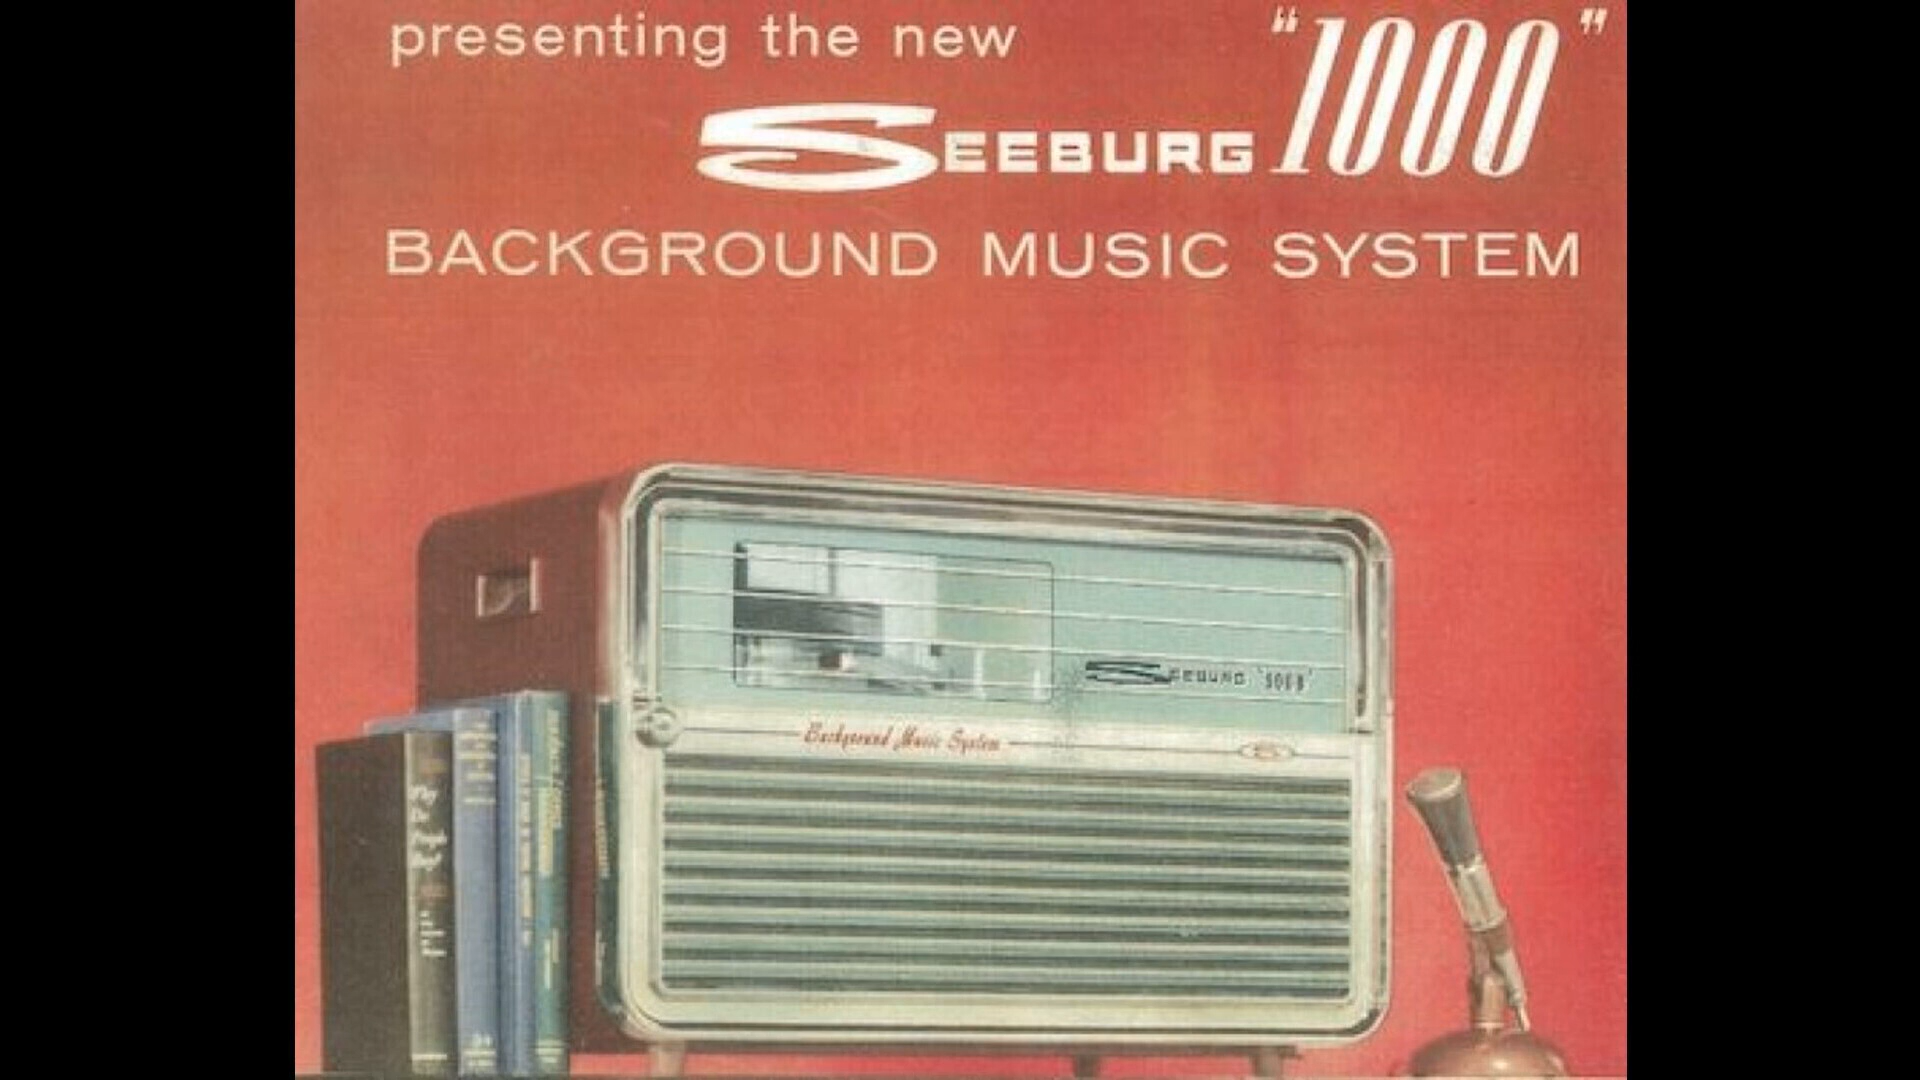 presenting the new
SEEBURG "1000"
BACKGROUND MUSIC SYSTEM
SEEBURG
Background Music System